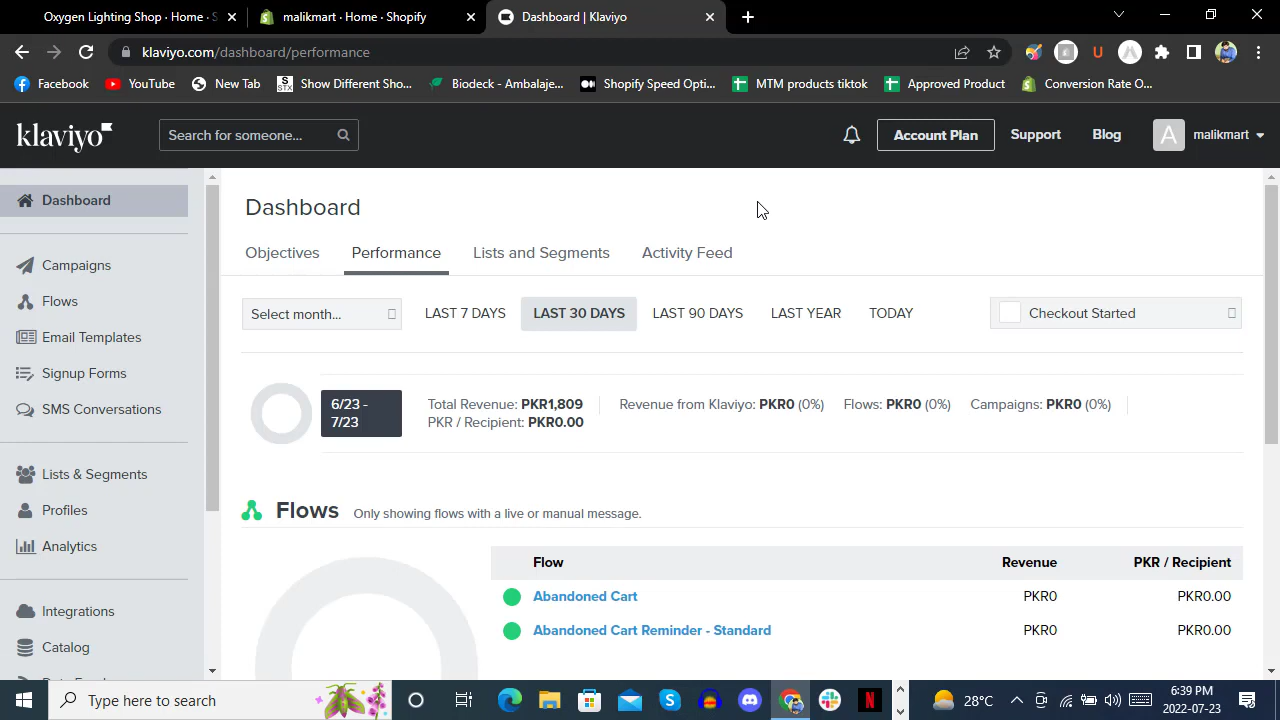 Oxygen Lighting Shop · Home · S
malikmart · Home · Shopify
Dashboard | Klaviyo
klaviyo.com/dashboard/performance
Facebook
YouTube
New Tab
Show Different Sho...
Biodeck - Ambalaje...
Shopify Speed Opti...
MTM products tiktok
Approved Product
Conversion Rate O...
klaviyo
Search for someone...
Account Plan
Support
Blog
A
malikmart
Dashboard
Campaigns
Flows
Email Templates
Signup Forms
SMS Conversations
Lists & Segments
Profiles
Analytics
Integrations
Catalog
Dashboard
Objectives
Performance
Lists and Segments
Activity Feed
Select month...
LAST 7 DAYS
LAST 30 DAYS
LAST 90 DAYS
LAST YEAR
TODAY
Checkout Started
6/23 -
7/23
Total Revenue: PKR1,809
PKR / Recipient: PKR0.00
Revenue from Klaviyo: PKR0 (0%)
Flows: PKR0 (0%)
Campaigns: PKR0 (0%)
Flows Only showing flows with a live or manual message.
Flow Revenue PKR / Recipient
Abandoned Cart PKR0 PKR0.00
Abandoned Cart Reminder - Standard PKR0 PKR0.00
Type here to search
28°C
6:39 PM
2022-07-23